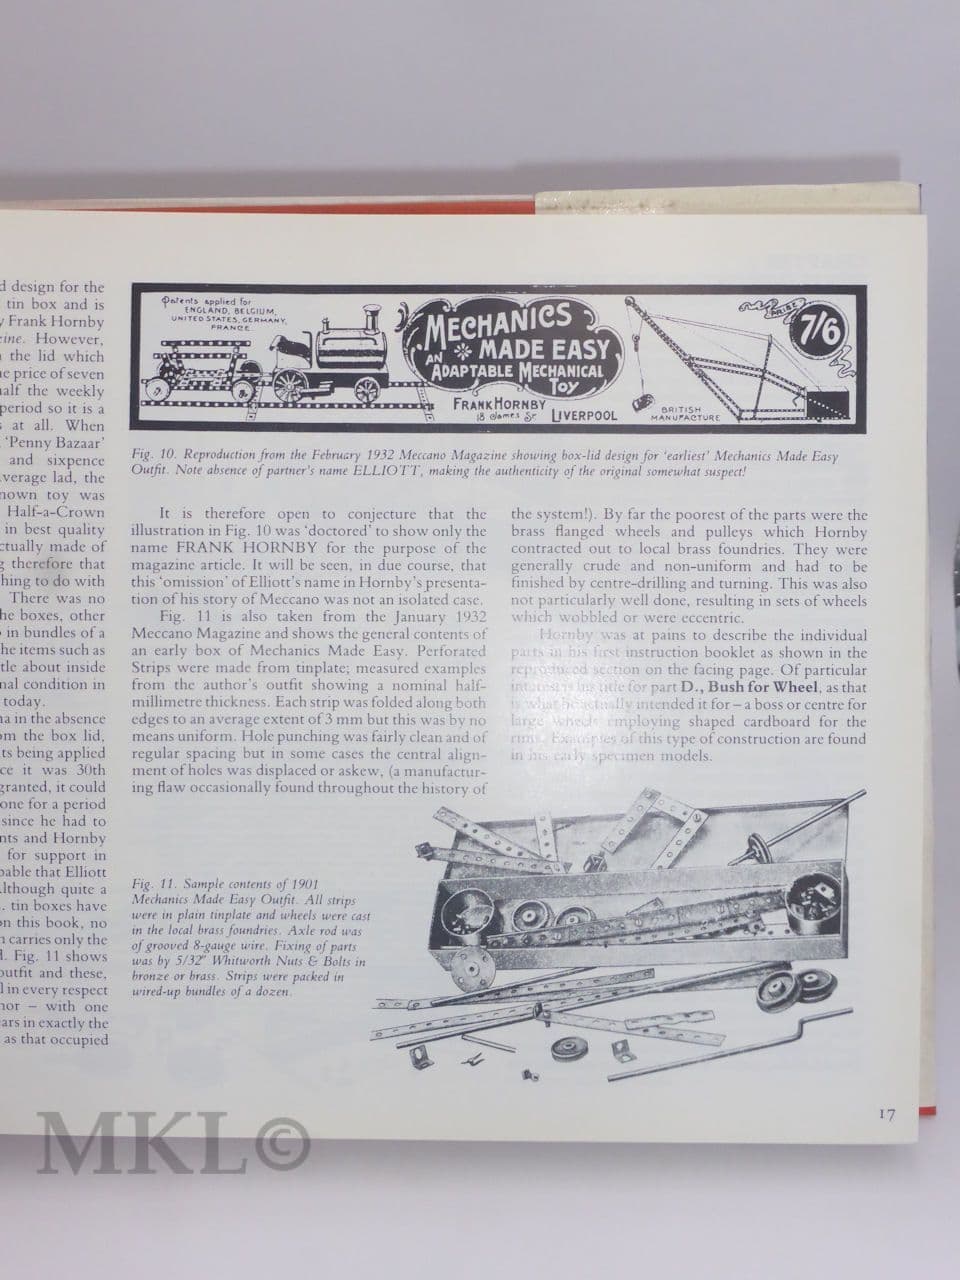 d design for the
tin box and is
y Frank Hornby
zine. However,
the lid which
e price of seven
half the weekly
period so it is a
s at all. When
'Penny Bazaar'
and sixpence
verage lad, the
nown toy was
Half-a-Crown
in best quality
ctually made of
g therefore that
hing to do with
There was no
he boxes, other
in bundles of a
he items such as
tle about inside
nal condition in
today.
na in the absence
om the box lid,
ts being applied
ce it was 30th
granted, it could
one for a period
since he had to
nts and Hornby
for support in
bable that Elliott
lthough quite a
. tin boxes have
on this book, no
n carries only the
l. Fig. 11 shows
outfit and these,
l in every respect
hor – with one
ars in exactly the
as that occupied
Patents applied for
ENGLAND, BELGIUM,
UNITED STATES, GERMANY,
FRANCE
MECHANICS
MADE EASY
AN
ADAPTABLE MECHANICAL
TOY
FRANK HORNBY
18 James St. LIVERPOOL
BRITISH
MANUFACTURE
PRICE
7/6
Fig. 10. Reproduction from the February 1932 Meccano Magazine showing box-lid design for 'earliest' Mechanics Made Easy
Outfit. Note absence of partner's name ELLIOTT, making the authenticity of the original somewhat suspect!
It is therefore open to conjecture that the
illustration in Fig. 10 was 'doctored' to show only the
name FRANK HORNBY for the purpose of the
magazine article. It will be seen, in due course, that
this 'omission' of Elliott's name in Hornby's presenta-
tion of his story of Meccano was not an isolated case.
Fig. 11 is also taken from the January 1932
Meccano Magazine and shows the general contents of
an early box of Mechanics Made Easy. Perforated
Strips were made from tinplate; measured examples
from the author's outfit showing a nominal half-
millimetre thickness. Each strip was folded along both
edges to an average extent of 3 mm but this was by no
means uniform. Hole punching was fairly clean and of
regular spacing but in some cases the central align-
ment of holes was displaced or askew, (a manufactur-
ing flaw occasionally found throughout the history of
the system!). By far the poorest of the parts were the
brass flanged wheels and pulleys which Hornby
contracted out to local brass foundries. They were
generally crude and non-uniform and had to be
finished by centre-drilling and turning. This was also
not particularly well done, resulting in sets of wheels
which wobbled or were eccentric.
Hornby was at pains to describe the individual
parts in his first instruction booklet as shown in the
reproduced section on the facing page. Of particular
interest is his title for part D., Bush for Wheel, as that
is what he actually intended it for – a boss or centre for
large wheels employing shaped cardboard for the
rims. Examples of this type of construction are found
in his early specimen models.
Fig. 11. Sample contents of 1901
Mechanics Made Easy Outfit. All strips
were in plain tinplate and wheels were cast
in the local brass foundries. Axle rod was
of grooved 8-gauge wire. Fixing of parts
was by 5/32" Whitworth Nuts & Bolts in
bronze or brass. Strips were packed in
wired-up bundles of a dozen.
17
MKL©